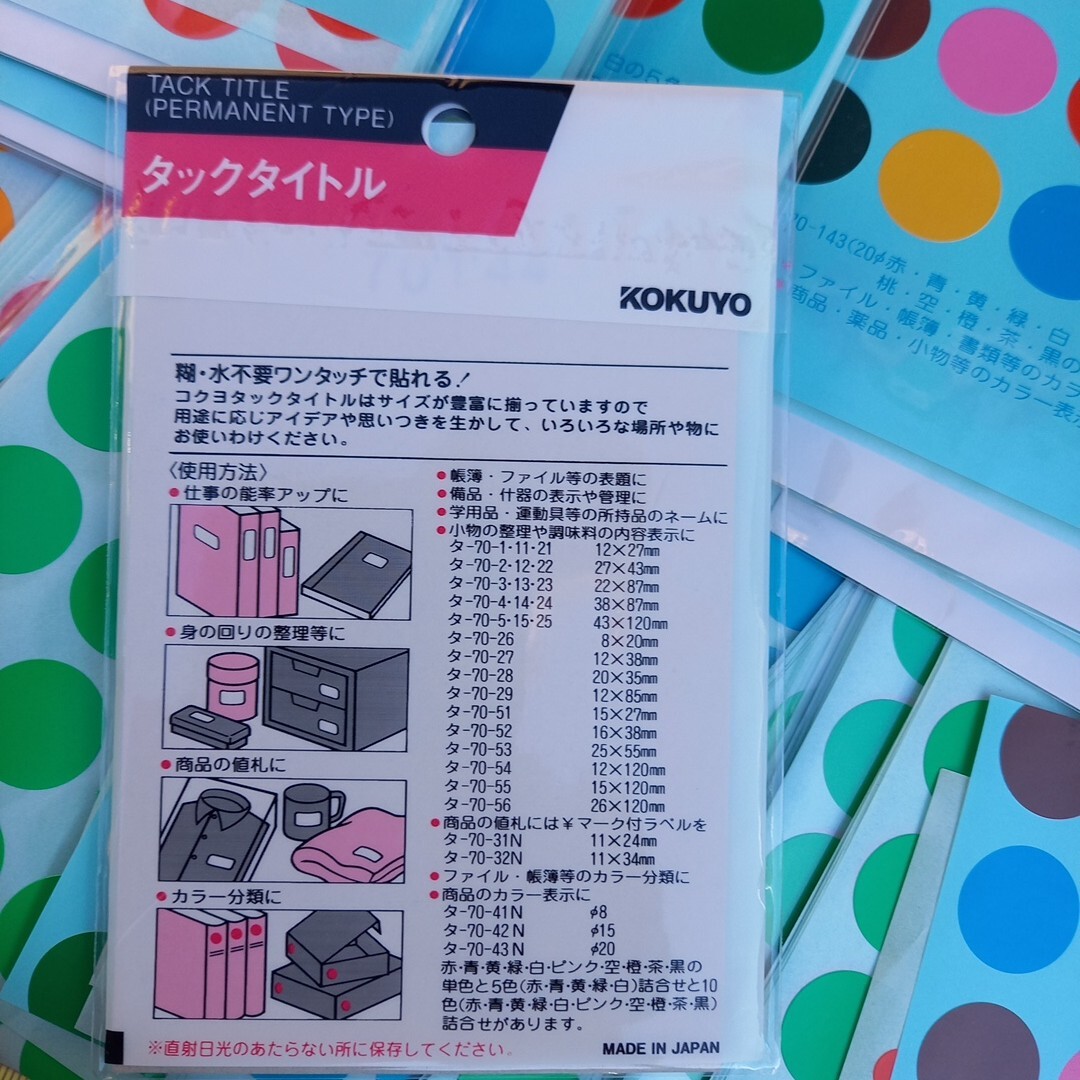 TACK TITLE
(PERMANENT TYPE)
タックタイトル
KOKUYO
糊・水不要ワンタッチで貼れる!
コクヨタックタイトルはサイズが豊富に揃っていますので
用途に応じアイデアや思いつきを生かして、いろいろな場所や物に
お使いわけください。
〈使用方法〉
●仕事の能率アップに
●身の回りの整理等に
●商品の値札に
●カラー分類に
●帳簿・ファイル等の表題に
●備品・什器の表示や管理に
●学用品・運動具等の所持品のネームに
●小物の整理や調味料の内容表示に
タ-70-1・11・21 12×27mm
タ-70-2・12・22 27×43mm
タ-70-3・13・23 22×87mm
タ-70-4・14・24 38×87mm
タ-70-5・15・25 43×120mm
タ-70-26 8×20mm
タ-70-27 12×38mm
タ-70-28 20×35mm
タ-70-29 12×85mm
タ-70-51 15×27mm
タ-70-52 16×38mm
タ-70-53 25×55mm
タ-70-54 12×120mm
タ-70-55 15×120mm
タ-70-56 26×120mm
●商品の値札には¥マーク付ラベルを
タ-70-31N 11×24mm
タ-70-32N 11×34mm
●ファイル・帳簿等のカラー分類に
●商品のカラー表示に
タ-70-41N φ8
タ-70-42N φ15
タ-70-43N φ20
赤・青・黄・緑・白・ピンク・空・橙・茶・黒の
単色と5色(赤・青・黄・緑・白)詰合せと10
色(赤・青・黄・緑・白・ピンク・空・橙・茶・黒)
詰合せがあります。
※直射日光のあたらない所に保存してください。
MADE IN JAPAN
20-143(20φ赤・青・黄・緑・白
桃・空・橙・茶・黒の
ファイル・帳簿・書類等のカラ
商品・薬品・小物等のカラー表示